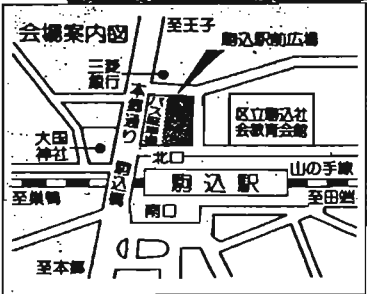 会場案内図
至王子
駒込駅前広場
三菱
銀行
本郷通り
バス停車場
区立駒込社
会教育会館
大国
神社
駒込橋
北口
山の手線
駒込駅
至巣鴨
至田端
南口
至本郷